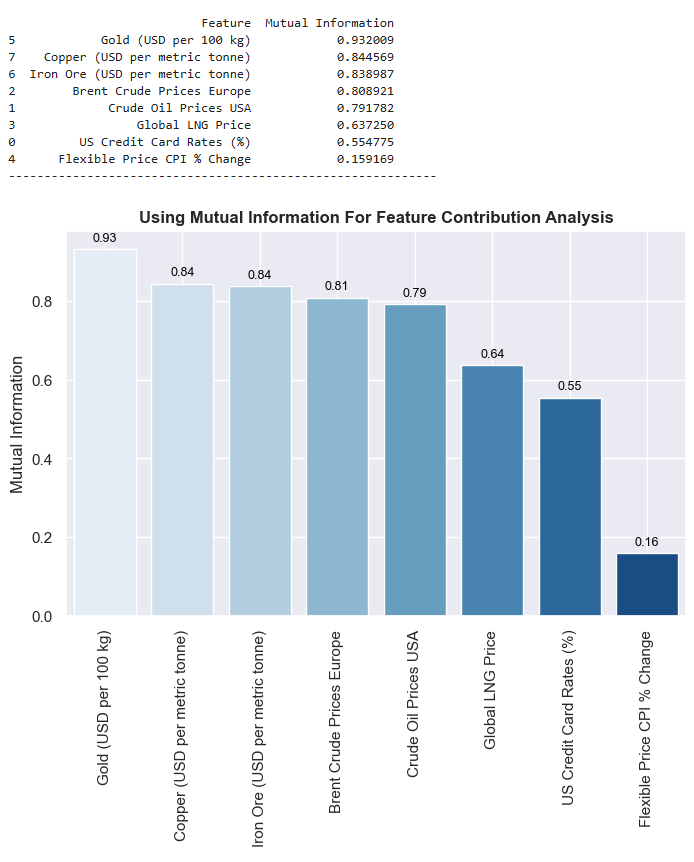 Feature  Mutual Information
5            Gold (USD per 100 kg)            0.932009
7    Copper (USD per metric tonne)            0.844569
6  Iron Ore (USD per metric tonne)            0.838987
2        Brent Crude Prices Europe            0.808921
1             Crude Oil Prices USA            0.791782
3                 Global LNG Price            0.637250
0         US Credit Card Rates (%)            0.554775
4      Flexible Price CPI % Change            0.159169
------------------------------------------------------------
Using Mutual Information For Feature Contribution Analysis
0.93
0.84
0.84
0.81
0.79
0.64
0.55
0.16
0.8
0.6
0.4
0.2
0.0
Mutual Information
Gold (USD per 100 kg)
Copper (USD per metric tonne)
Iron Ore (USD per metric tonne)
Brent Crude Prices Europe
Crude Oil Prices USA
Global LNG Price
US Credit Card Rates (%)
Flexible Price CPI % Change